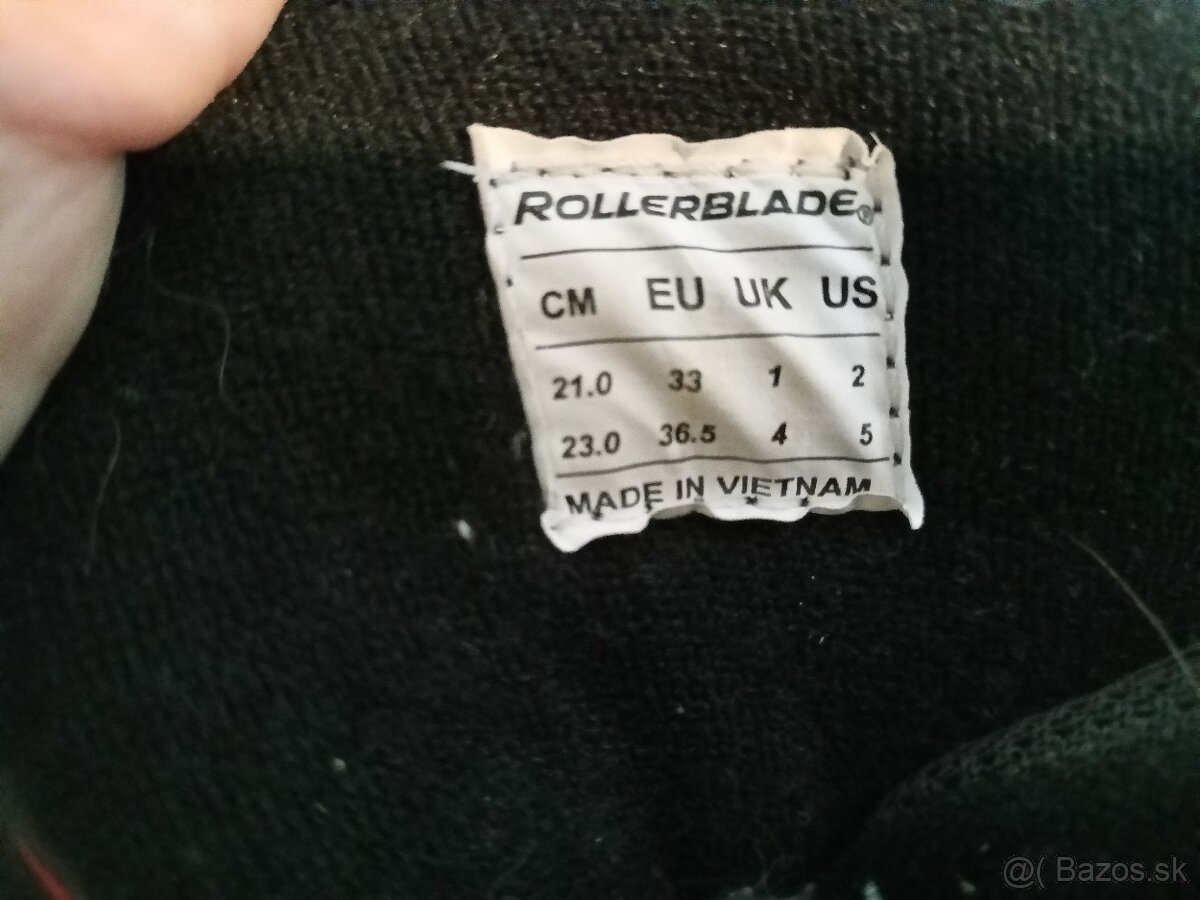 ROLLERBLADE®
CM EU UK US
21.0 33 1 2
23.0 36.5 4 5
MADE IN VIETNAM
@( Bazos.sk